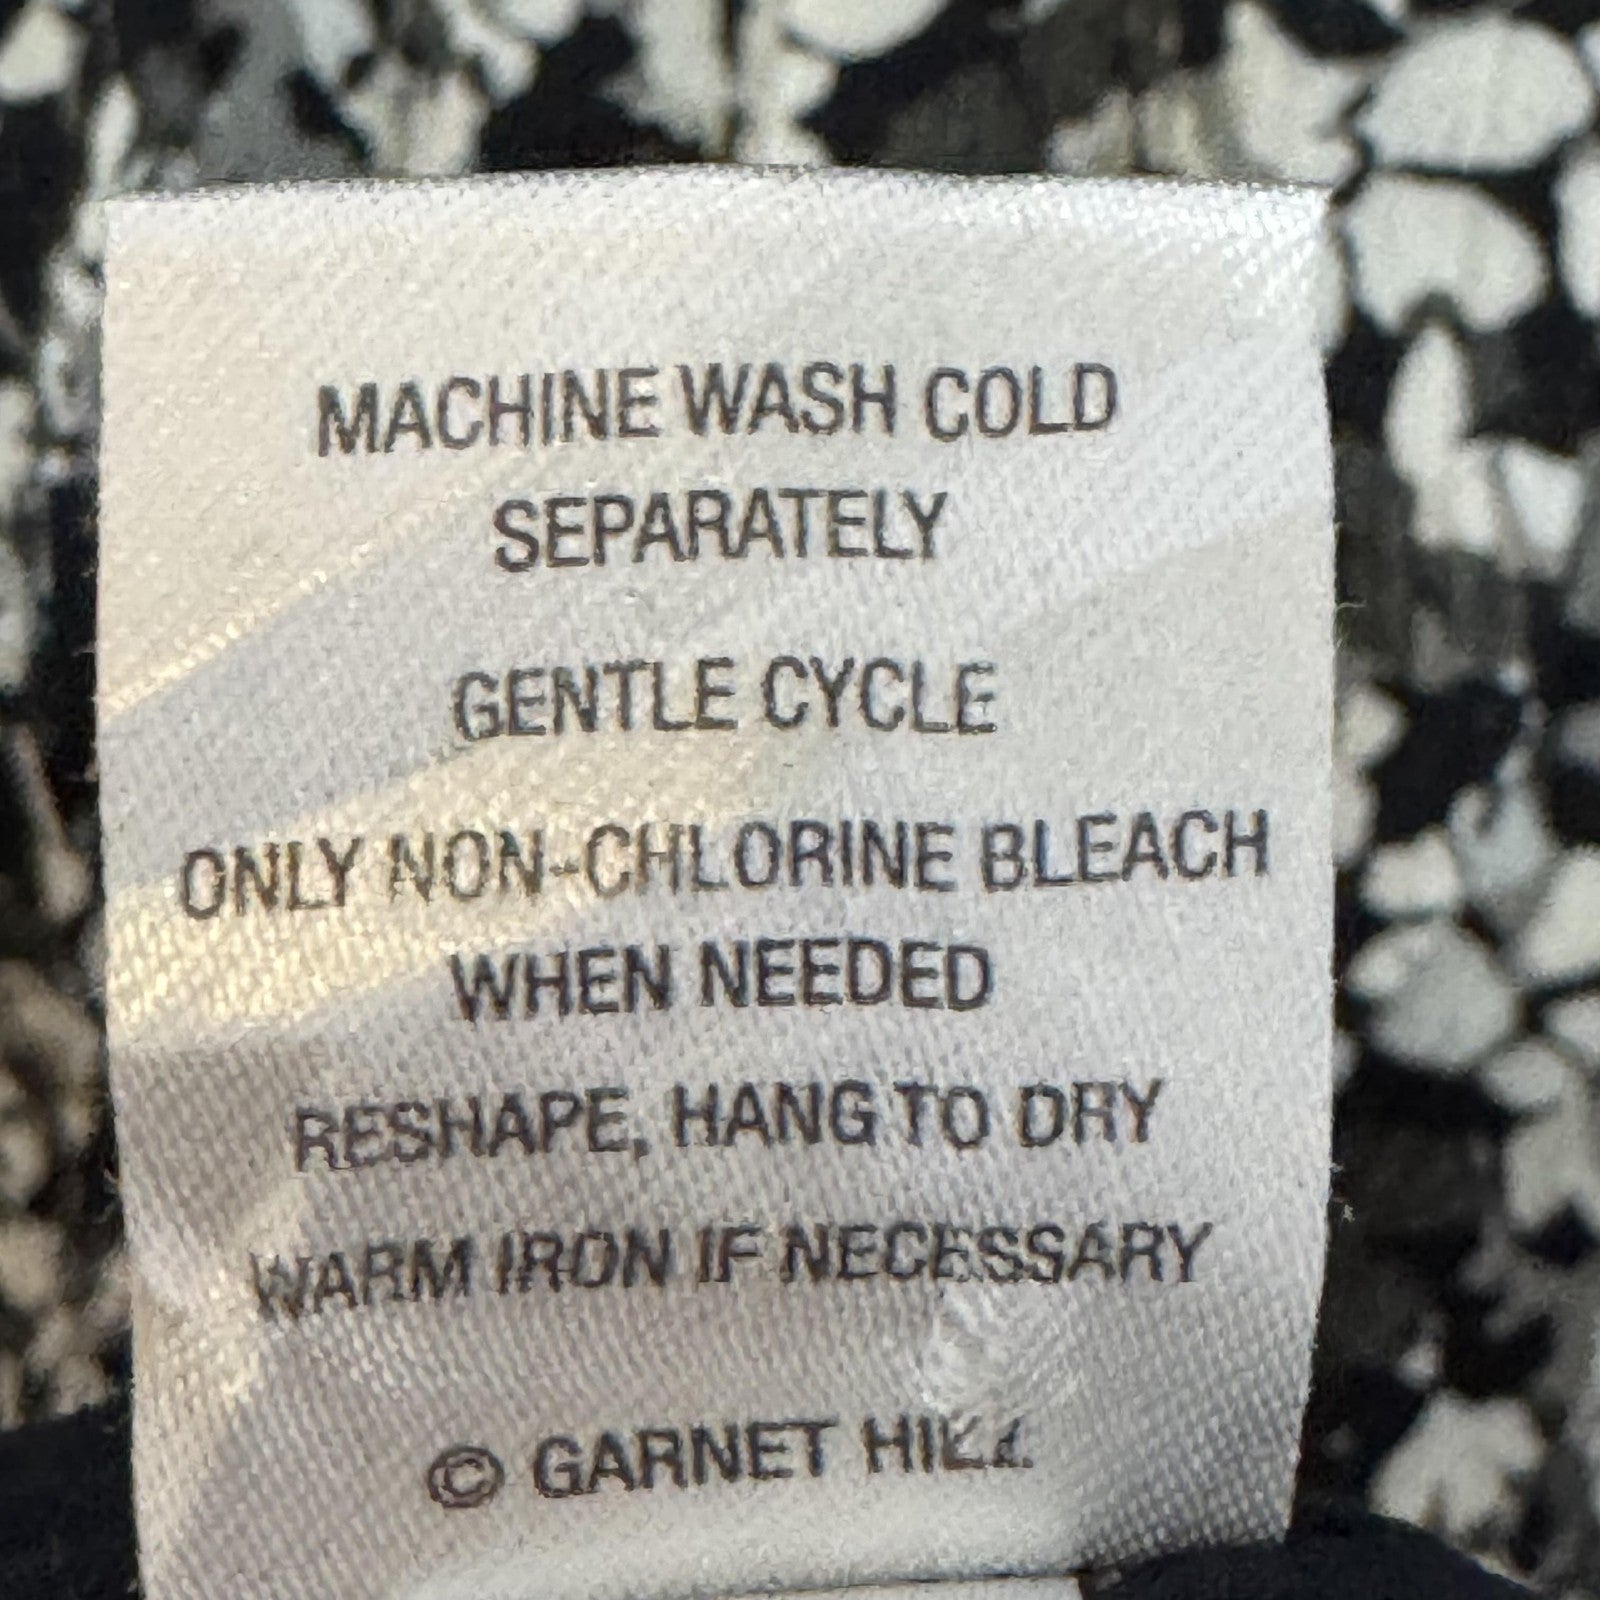 MACHINE WASH COLD
SEPARATELY
GENTLE CYCLE
ONLY NON-CHLORINE BLEACH
WHEN NEEDED
RESHAPE, HANG TO DRY
WARM IRON IF NECESSARY
© GARNET HILL